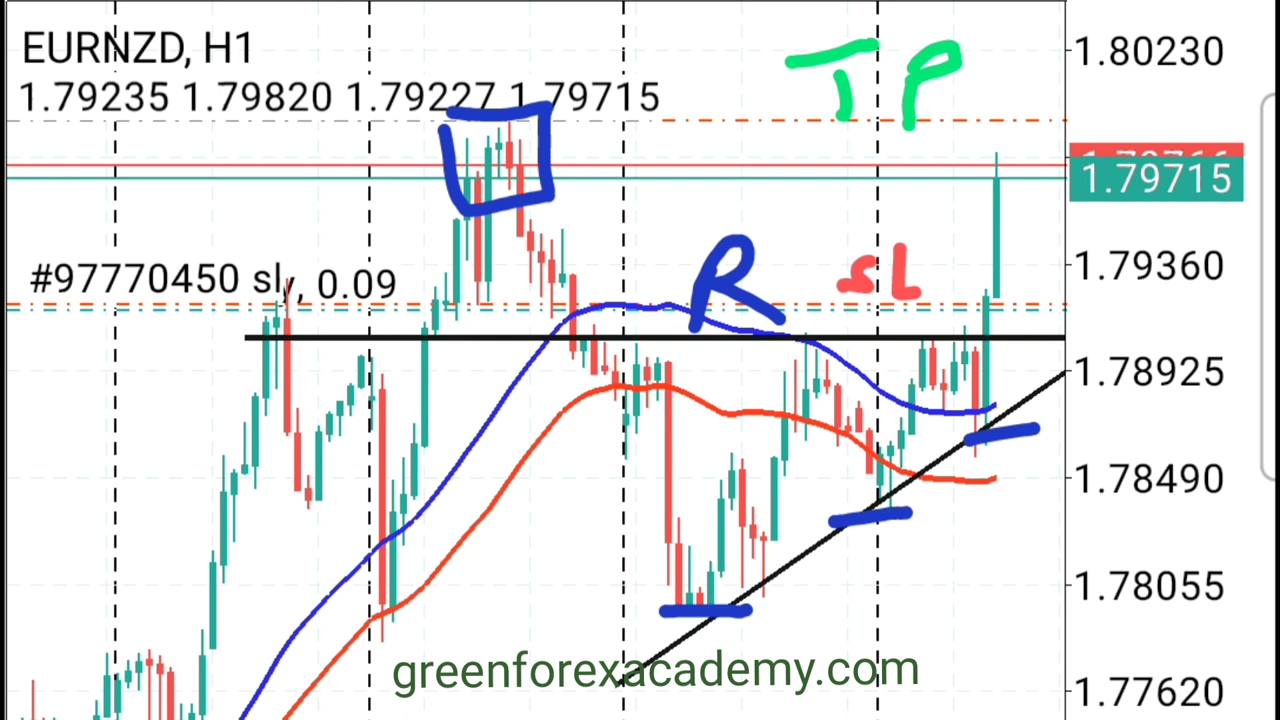 EURNZD, H1
1.79235 1.79820 1.79227 1.79715
TP
1.80230
1.79715
#97770450 sl, 0.09
R
SL
1.79360
1.78925
1.78490
1.78055
greenforexacademy.com
1.77620